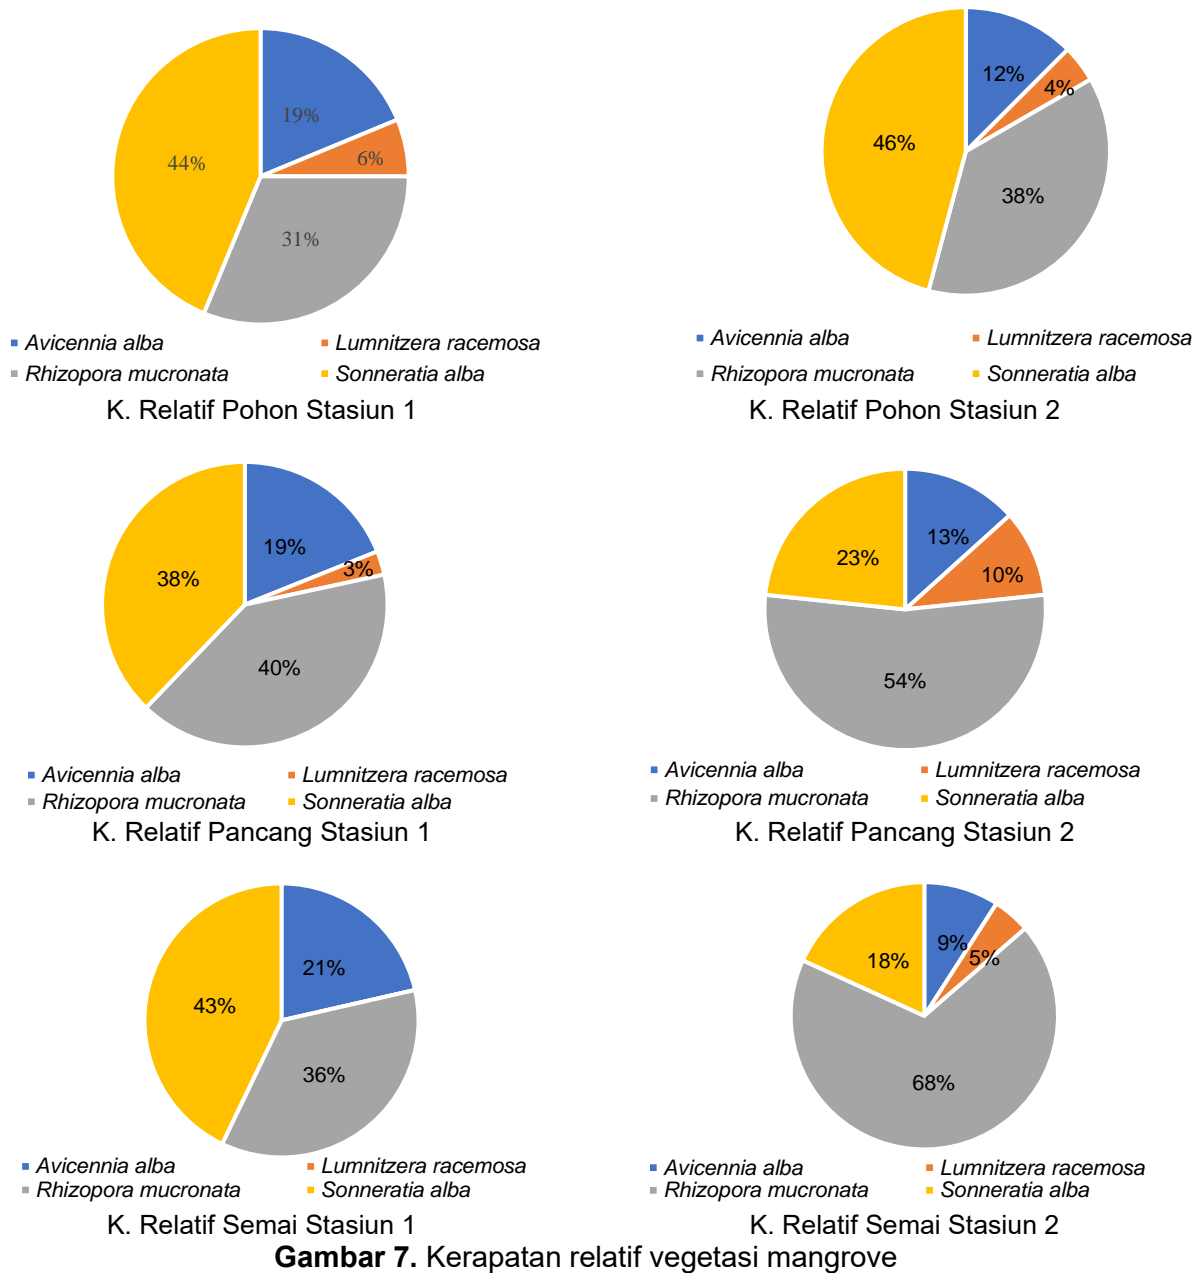 19%
6%
44%
31%
Avicennia alba Lumnitzera racemosa
Rhizopora mucronata Sonneratia alba
K. Relatif Pohon Stasiun 1
12%
4%
46%
38%
Avicennia alba Lumnitzera racemosa
Rhizopora mucronata Sonneratia alba
K. Relatif Pohon Stasiun 2
19%
3%
38%
40%
Avicennia alba Lumnitzera racemosa
Rhizopora mucronata Sonneratia alba
K. Relatif Pancang Stasiun 1
13%
23%
10%
54%
Avicennia alba Lumnitzera racemosa
Rhizopora mucronata Sonneratia alba
K. Relatif Pancang Stasiun 2
21%
43%
36%
Avicennia alba Lumnitzera racemosa
Rhizopora mucronata Sonneratia alba
K. Relatif Semai Stasiun 1
9%
18%
5%
68%
Avicennia alba Lumnitzera racemosa
Rhizopora mucronata Sonneratia alba
K. Relatif Semai Stasiun 2
Gambar 7. Kerapatan relatif vegetasi mangrove